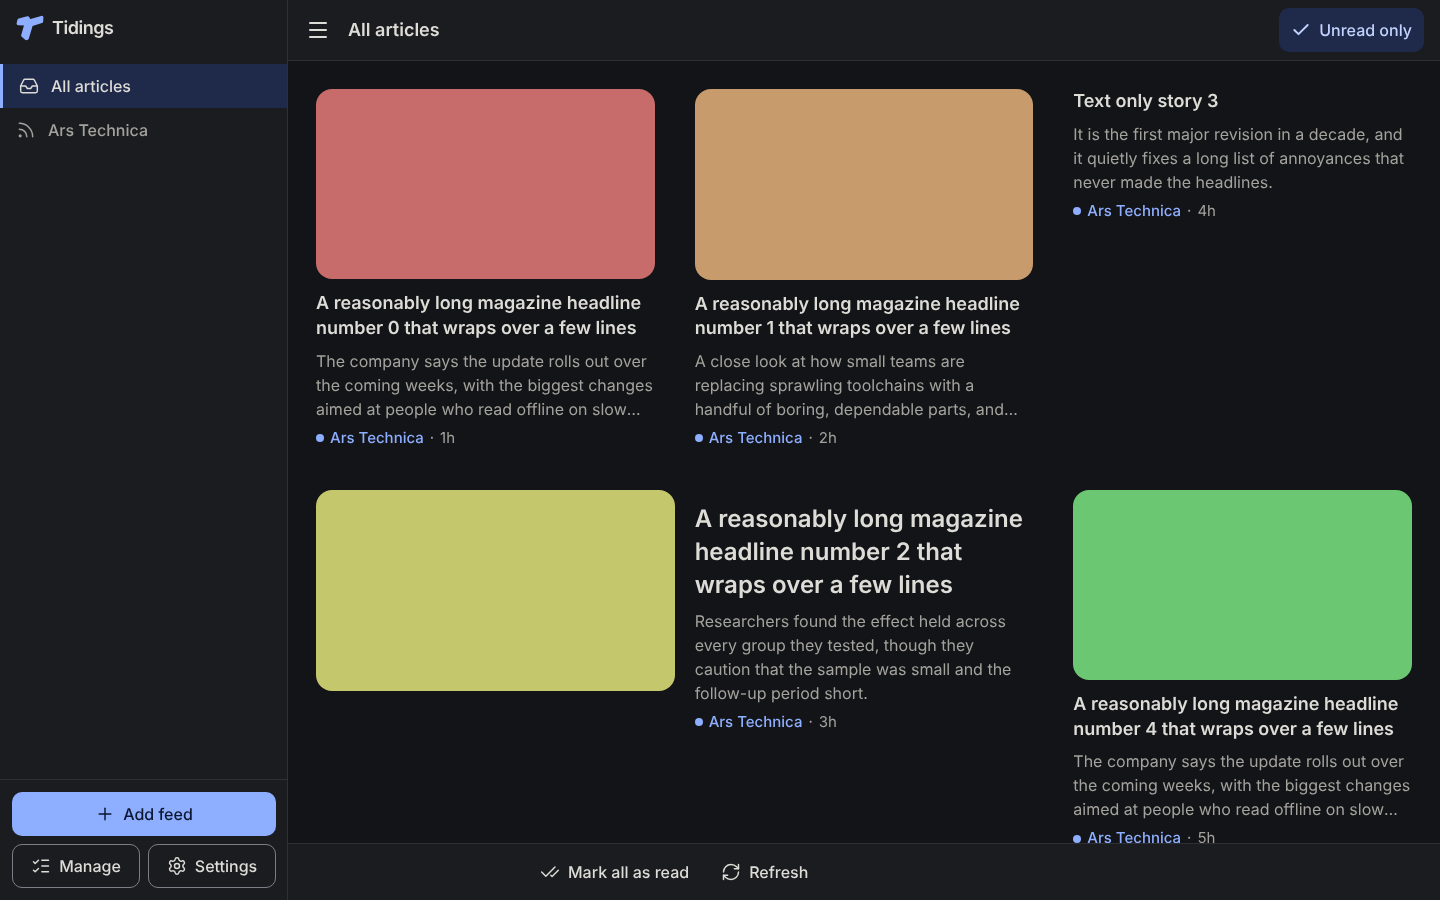 Tidings
All articles
Ars Technica
Add feed
Manage
Settings
All articles
Unread only
A reasonably long magazine headline
number 0 that wraps over a few lines
The company says the update rolls out over
the coming weeks, with the biggest changes
aimed at people who read offline on slow...
Ars Technica · 1h
A reasonably long magazine headline
number 1 that wraps over a few lines
A close look at how small teams are
replacing sprawling toolchains with a
handful of boring, dependable parts, and...
Ars Technica · 2h
Text only story 3
It is the first major revision in a decade, and
it quietly fixes a long list of annoyances that
never made the headlines.
Ars Technica · 4h
A reasonably long magazine
headline number 2 that
wraps over a few lines
Researchers found the effect held across
every group they tested, though they
caution that the sample was small and the
follow-up period short.
Ars Technica · 3h
A reasonably long magazine headline
number 4 that wraps over a few lines
The company says the update rolls out over
the coming weeks, with the biggest changes
aimed at people who read offline on slow...
Ars Technica · 5h
Mark all as read
Refresh